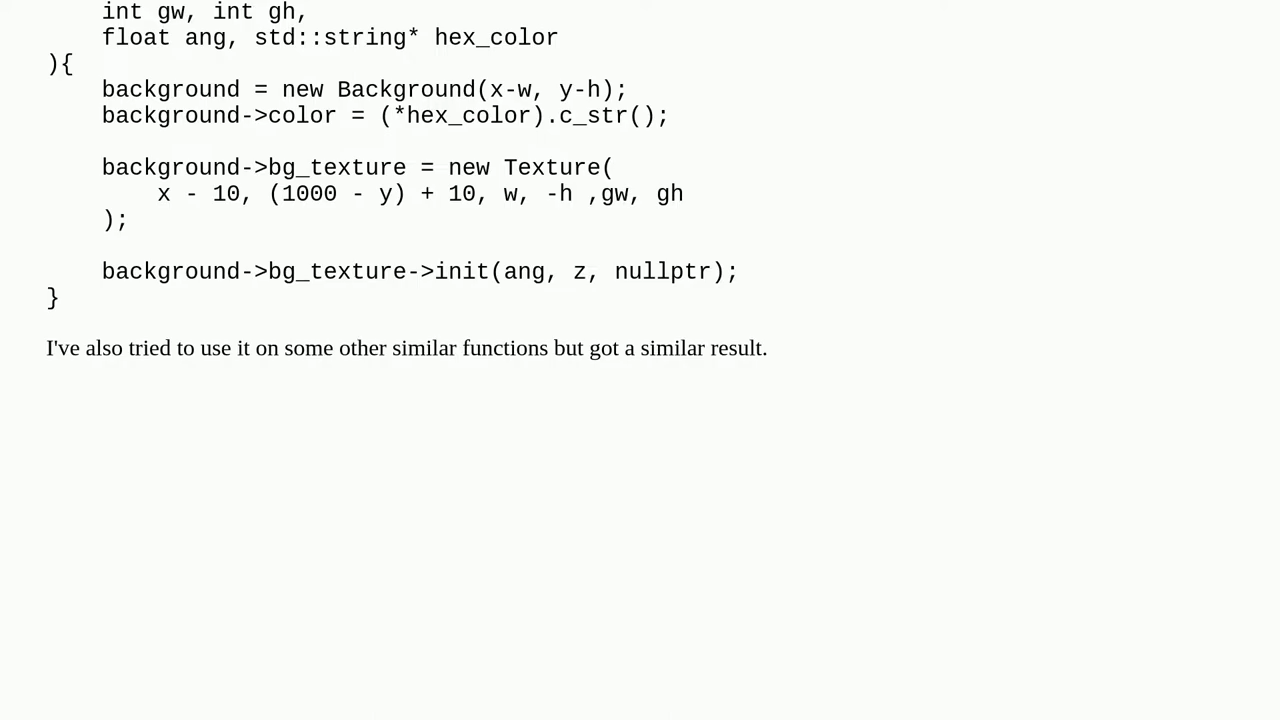 int gw, int gh,
float ang, std::string* hex_color
){
background = new Background(x-w, y-h);
background->color = (*hex_color).c_str();
background->bg_texture = new Texture(
x - 10, (1000 - y) + 10, w, -h ,gw, gh
);
background->bg_texture->init(ang, z, nullptr);
}
I've also tried to use it on some other similar functions but got a similar result.